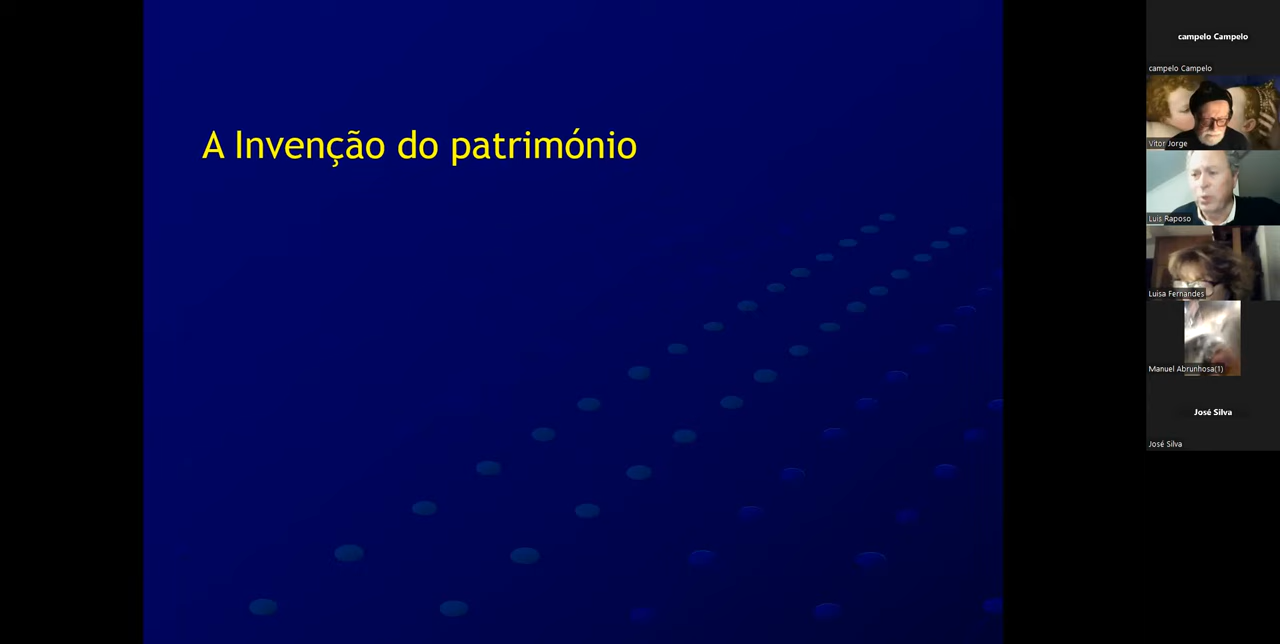 A Invenção do património
campelo Campelo
campelo Campelo
Vítor Jorge
Luis Raposo
Luisa Fernandes
Manuel Abrunhosa(1)
José Silva
José Silva